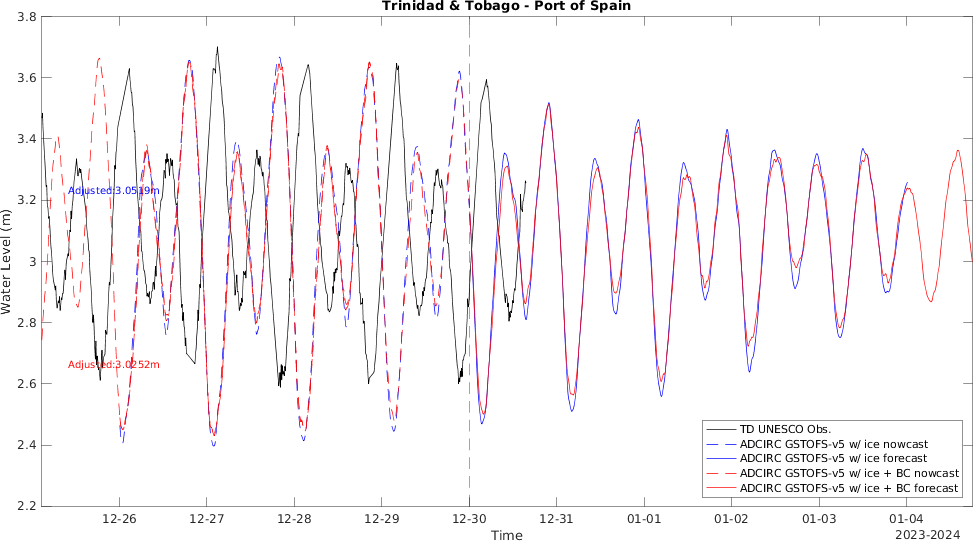 Trinidad & Tobago - Port of Spain
3.8
3.6
3.4
3.2
3
2.8
2.6
2.4
2.2
Water Level (m)
Adjusted:3.0519m
Adjusted:3.0252m
TD UNESCO Obs.
ADCIRC GSTOFS-v5 w/ ice nowcast
ADCIRC GSTOFS-v5 w/ ice forecast
ADCIRC GSTOFS-v5 w/ ice + BC nowcast
ADCIRC GSTOFS-v5 w/ ice + BC forecast
12-26 12-27 12-28 12-29 12-30 12-31 01-01 01-02 01-03 01-04
Time
2023-2024